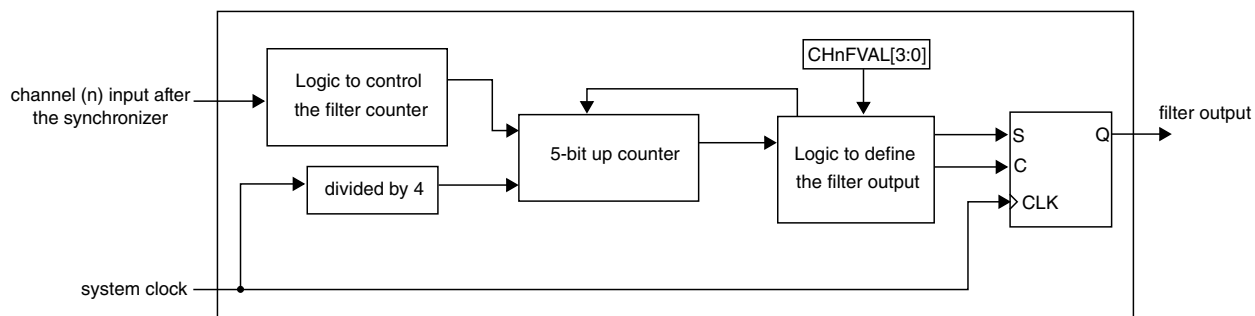 channel (n) input after
the synchronizer
Logic to control
the filter counter
divided by 4
5-bit up counter
CHnFVAL[3:0]
Logic to define
the filter output
S
C
CLK
Q
filter output
system clock